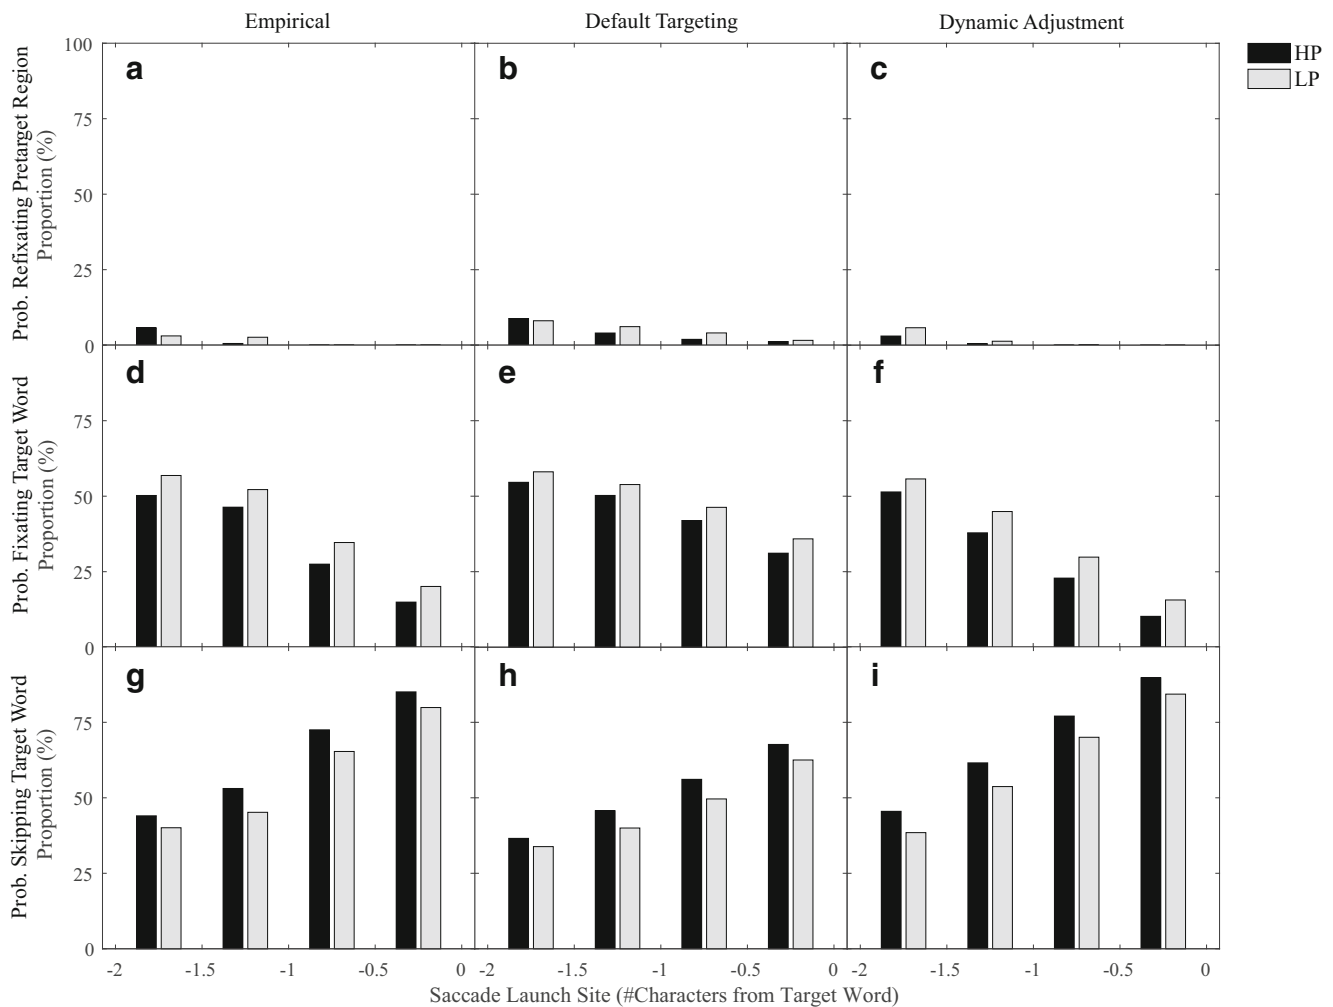 Empirical
Default Targeting
Dynamic Adjustment
HP
LP
Prob. Refixating Pretarget Region
Proportion (%)
100
75
50
25
0
a
b
c
Prob. Fixating Target Word
Proportion (%)
75
50
25
0
d
e
f
Prob. Skipping Target Word
Proportion (%)
75
50
25
0
g
h
i
-2 -1.5 -1 -0.5 0
-2 -1.5 -1 -0.5 0
-2 -1.5 -1 -0.5 0
Saccade Launch Site (#Characters from Target Word)